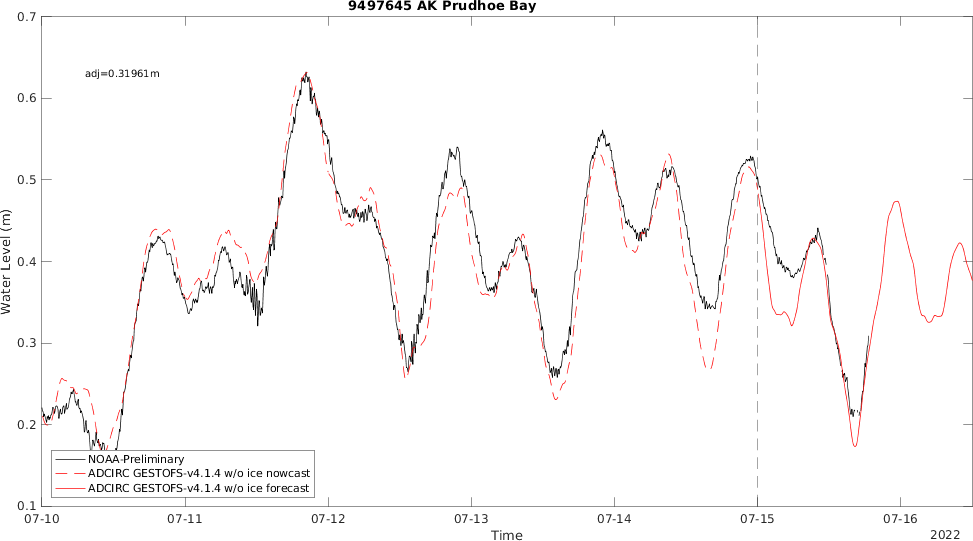 9497645 AK Prudhoe Bay
0.7
0.6
0.5
0.4
0.3
0.2
0.1
Water Level (m)
adj=0.31961m
NOAA-Preliminary
ADCIRC GESTOFS-v4.1.4 w/o ice nowcast
ADCIRC GESTOFS-v4.1.4 w/o ice forecast
07-10 07-11 07-12 07-13 07-14 07-15 07-16
Time
2022